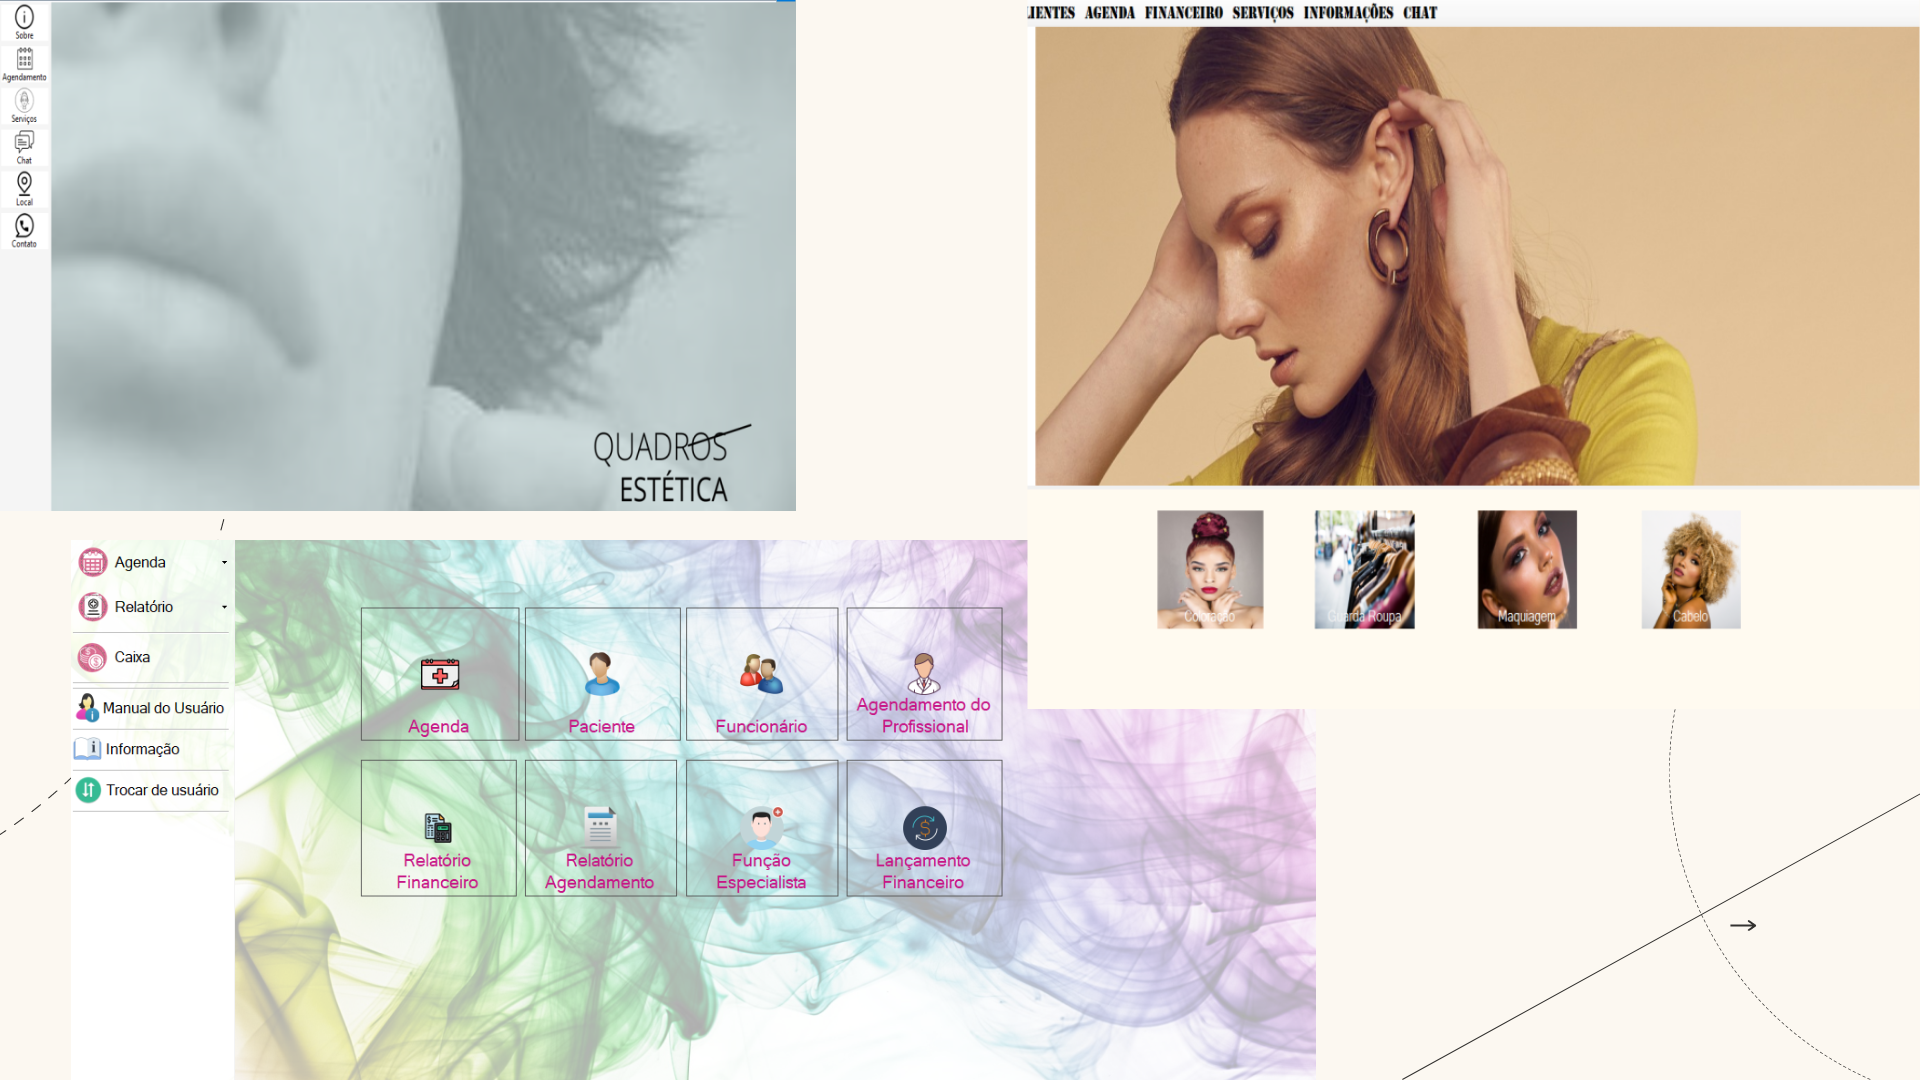 Sobre
Agendamento
Serviços
Chat
Local
Contato
QUADROS
ESTÉTICA
LIENTES AGENDA FINANCEIRO SERVIÇOS INFORMAÇÕES CHAT
Coloração
Guarda Roupa
Maquiagem
Cabelo
Agenda
Relatório
Caixa
Manual do Usuário
Informação
Trocar de usuário
Agenda
Paciente
Funcionário
Agendamento do
Profissional
Relatório
Financeiro
Relatório
Agendamento
Função
Especialista
Lançamento
Financeiro